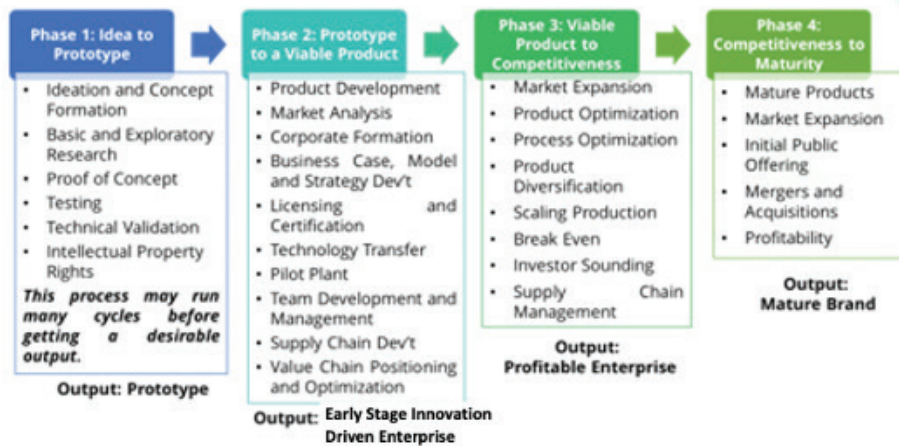 Phase 1: Idea to
Prototype
• Ideation and Concept
Formation
• Basic and Exploratory
Research
• Proof of Concept
• Testing
• Technical Validation
• Intellectual Property
Rights
This process may run
many cycles before
getting a desirable
output.
Output: Prototype
Phase 2: Prototype
to a Viable Product
• Product Development
• Market Analysis
• Corporate Formation
• Business Case, Model
and Strategy Dev't
• Licensing and
Certification
• Technology Transfer
• Pilot Plant
• Team Development and
Management
• Supply Chain Dev't
• Value Chain Positioning
and Optimization
Output: Early Stage Innovation
Driven Enterprise
Phase 3: Viable
Product to
Competitiveness
• Market Expansion
• Product Optimization
• Process Optimization
• Product
Diversification
• Scaling Production
• Break Even
• Investor Sounding
• Supply Chain
Management
Output:
Profitable Enterprise
Phase 4:
Competitiveness to
Maturity
• Mature Products
• Market Expansion
• Initial Public
Offering
• Mergers and
Acquisitions
• Profitability
Output:
Mature Brand